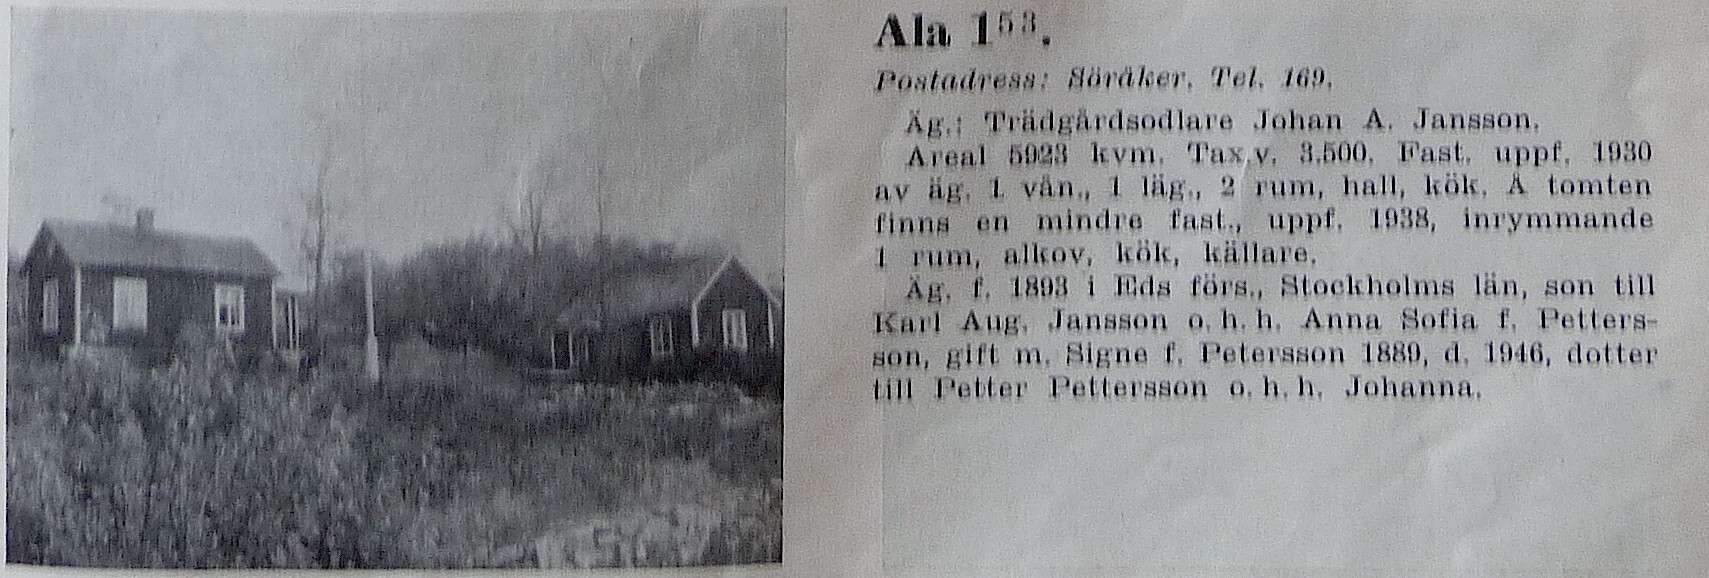 Ala 1⁵³.
Postadress: Söråker. Tel. 169.
Äg.: Trädgårdsodlare Johan A. Jansson.
Areal 5923 kvm. Tax.v. 3,500. Fast. uppf. 1930
av äg. 1 vån., 1 läg., 2 rum, hall, kök. Å tomten
finns en mindre fast., uppf. 1938, inrymmande
1 rum, alkov, kök, källare.
Äg. f. 1893 i Eds förs., Stockholms län, son till
Karl Aug. Jansson o. h. h. Anna Sofia f. Petters-
son, gift m. Signe f. Petersson 1889, d. 1946, dotter
till Petter Pettersson o. h. h. Johanna.